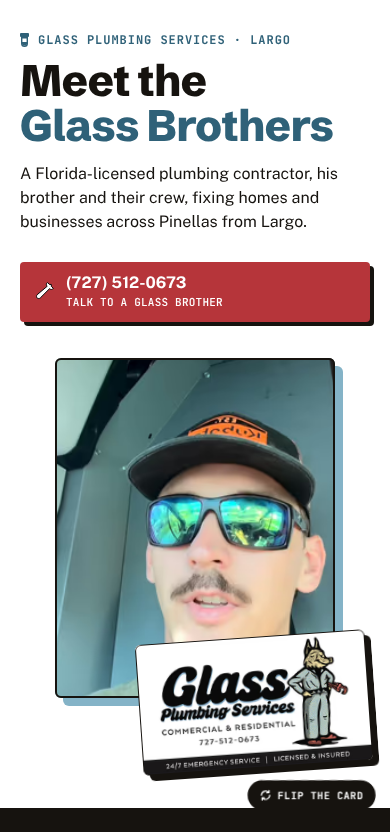 GLASS PLUMBING SERVICES · LARGO
Meet the
Glass Brothers
A Florida-licensed plumbing contractor, his
brother and their crew, fixing homes and
businesses across Pinellas from Largo.
(727) 512-0673
TALK TO A GLASS BROTHER
Glass
Plumbing Services
COMMERCIAL & RESIDENTIAL
727-512-0673
24/7 EMERGENCY SERVICE | LICENSED & INSURED
FLIP THE CARD